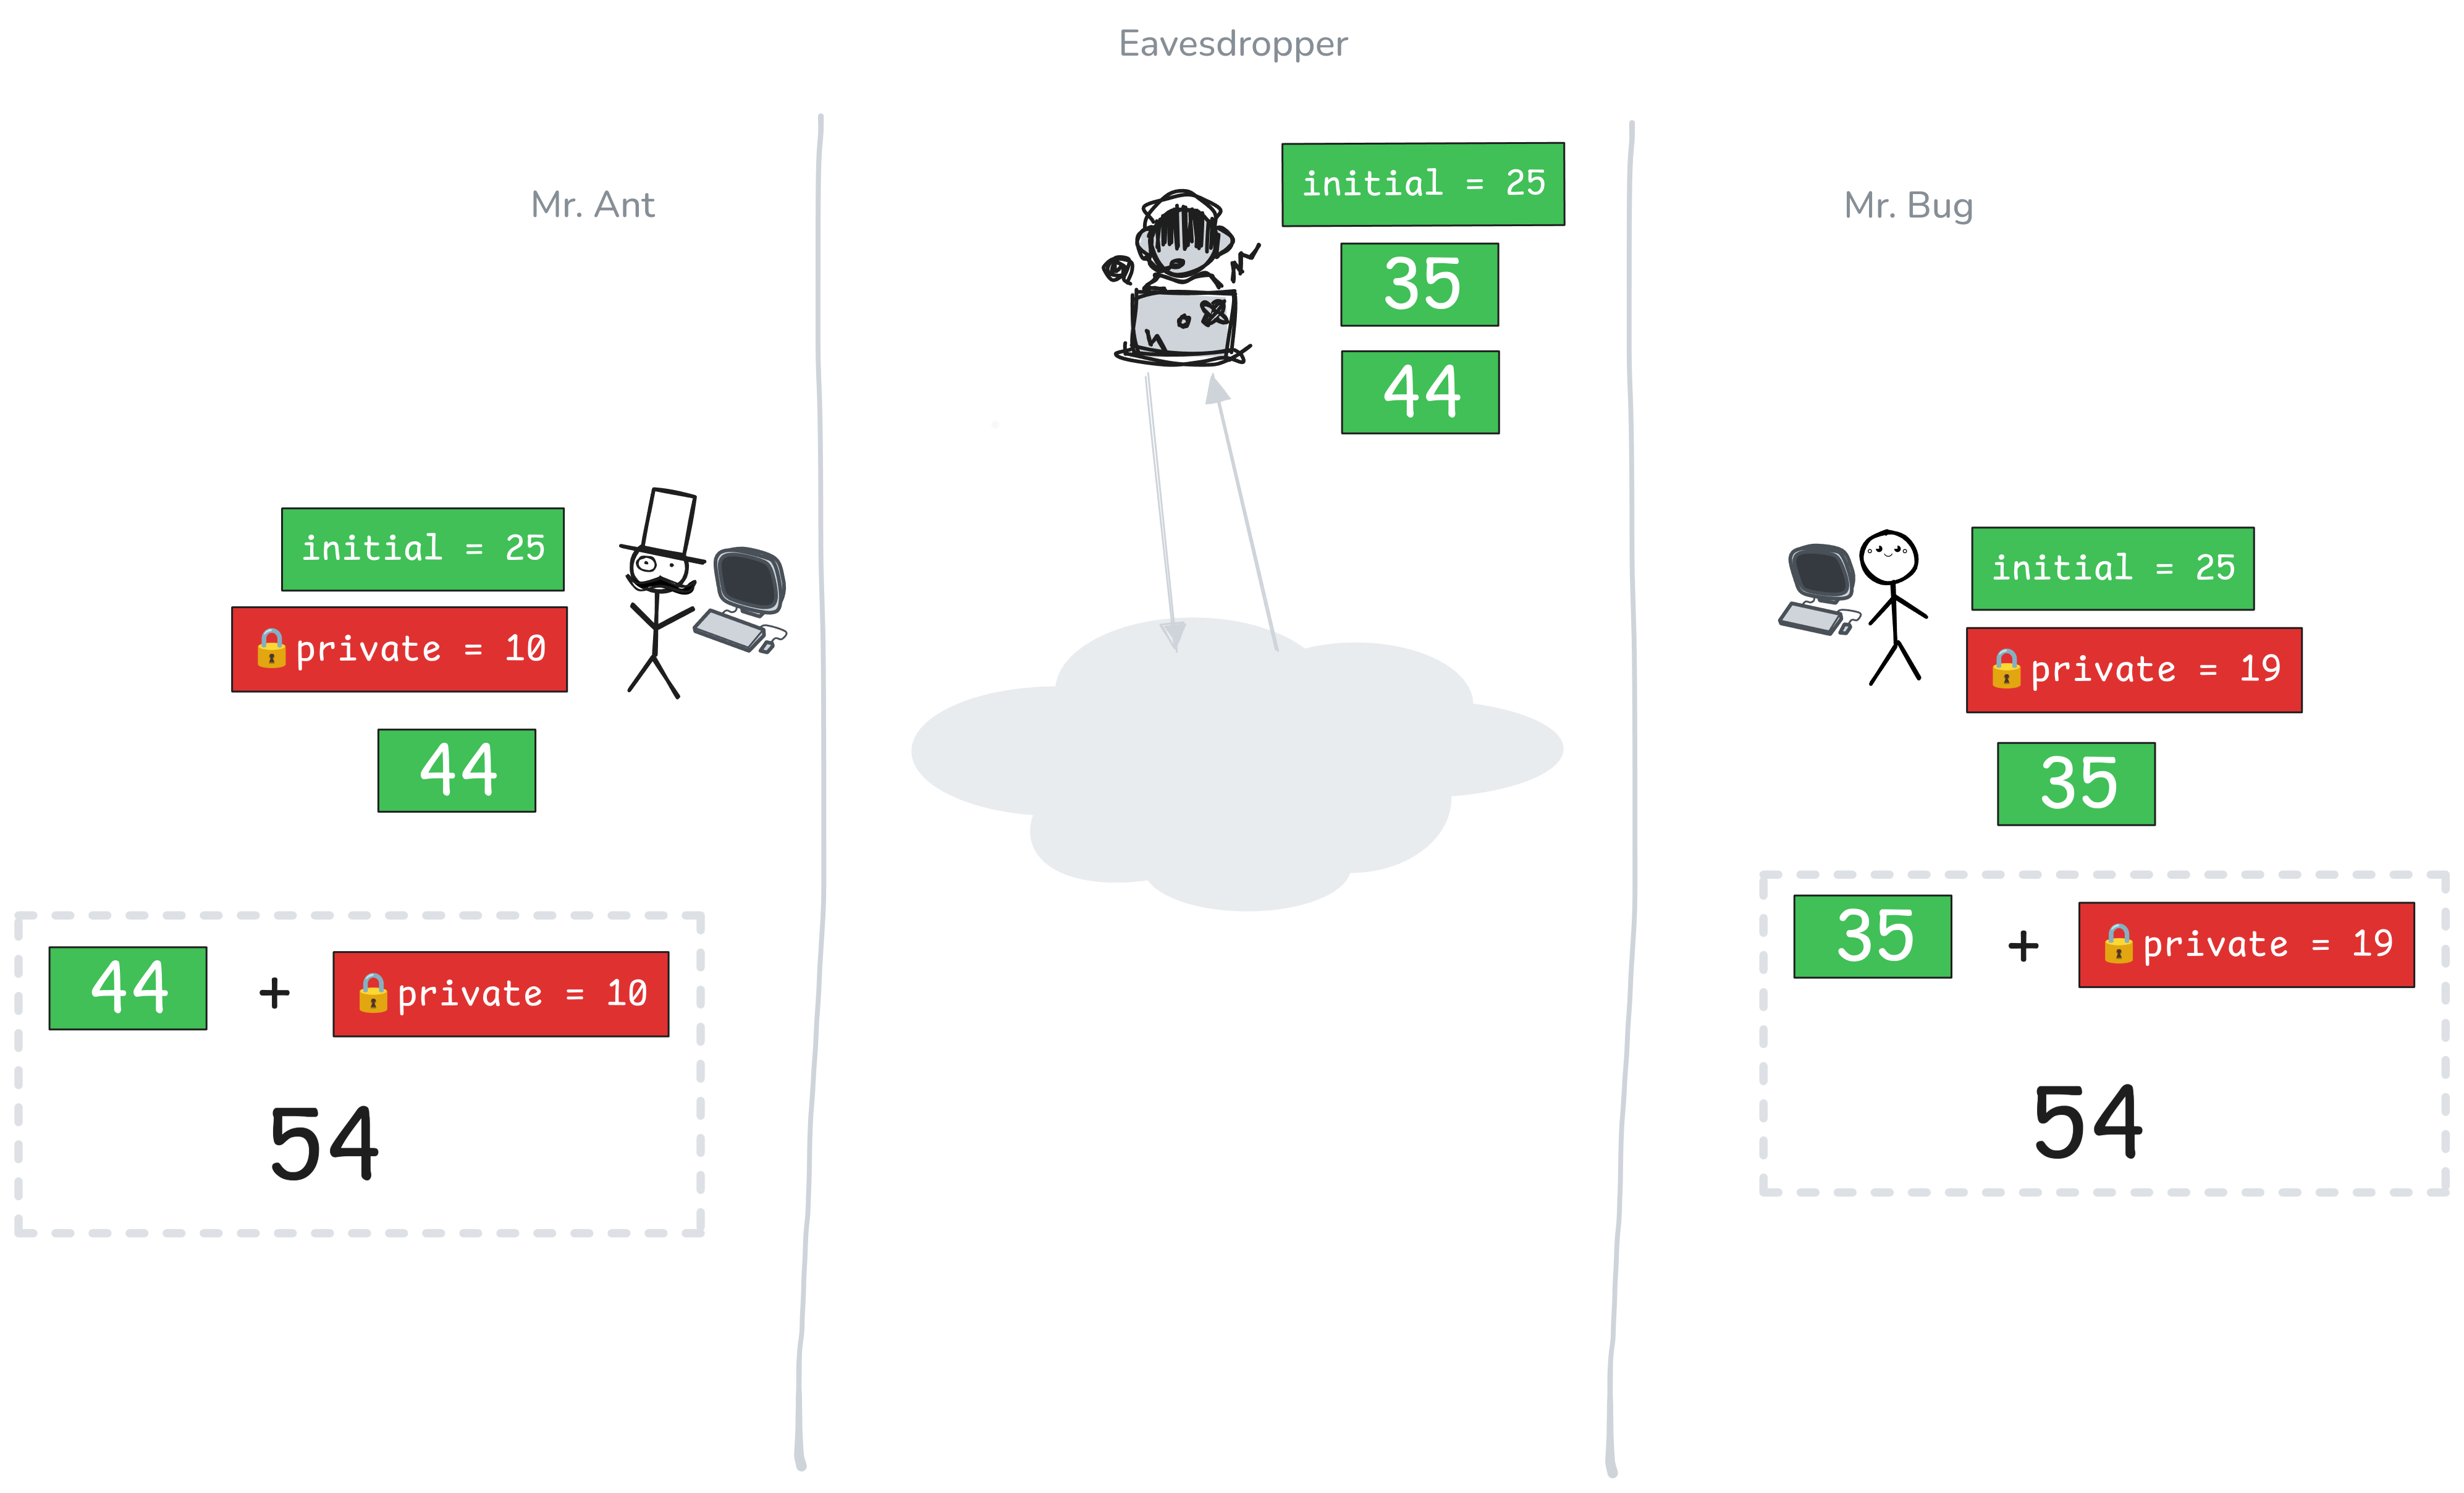 Eavesdropper
Mr. Ant
initial = 25
🔒private = 10
44
44 + 🔒private = 10
54
initial = 25
35
44
Mr. Bug
initial = 25
🔒private = 19
35
35 + 🔒private = 19
54